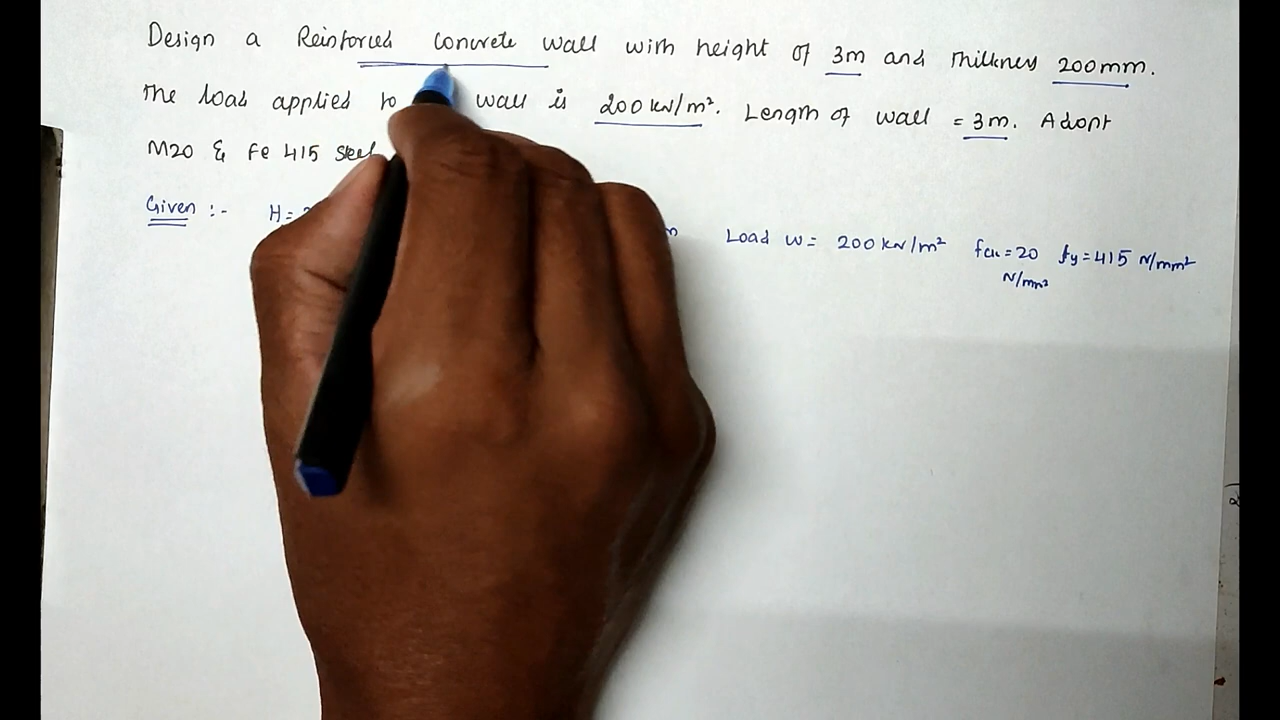 Design a Reinforced concrete wall with height of 3m and thickness 200mm.
The load applied to wall is 200 kN/m². Length of wall = 3m. Adopt
M20 & Fe 415 steel
Given :- H = Load w = 200 kN/m² fck = 20 fy = 415 N/mm²
N/mm²